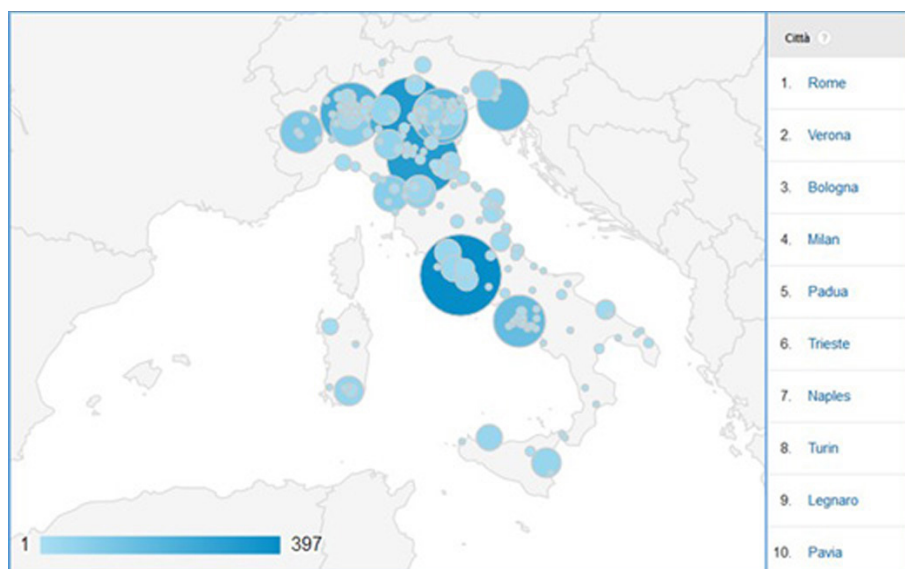 Città ?
1. Rome
2. Verona
3. Bologna
4. Milan
5. Padua
6. Trieste
7. Naples
8. Turin
9. Legnaro
10. Pavia
1 397